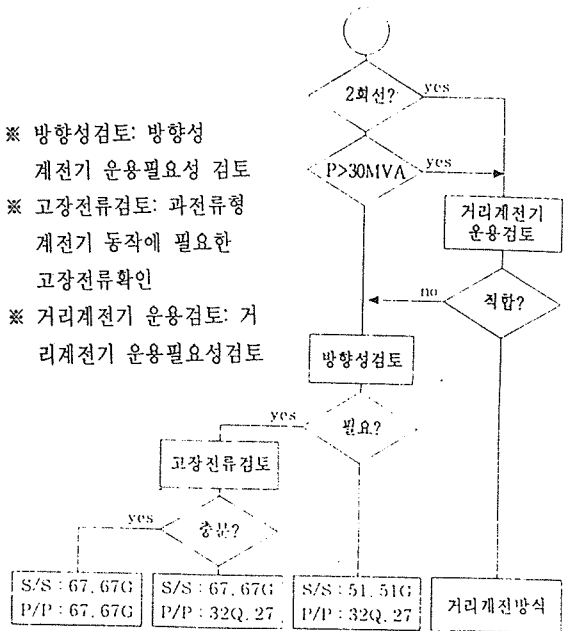 ※ 방향성검토: 방향성
계전기 운용필요성 검토
※ 고장전류검토: 과전류형
계전기 동작에 필요한
고장전류확인
※ 거리계전기 운용검토: 거
리계전기 운용필요성검토
2회선?
yes
P>30MVA
yes
거리계전기
운용검토
적합?
no
방향성검토
필요?
yes
고장전류검토
충분?
yes
S/S : 67, 67G
P/P : 67, 67G
S/S : 67, 67G
P/P : 32Q, 27
S/S : 51, 51G
P/P : 32Q, 27
거리계전방식